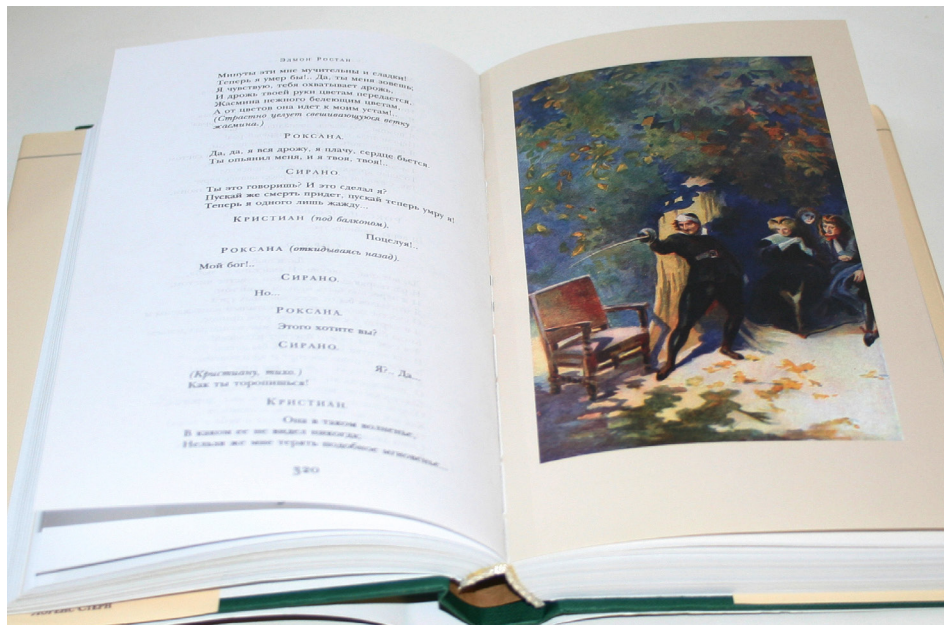 Эдмон Ростан
Минуты эти мне мучительны и сладки!
Теперь я умер бы!.. Да, ты меня зовешь;
Я чувствую, тебя охватывает дрожь,
И дрожь твоей руки цветам передается,
Жасмина нежного белеющим цветам,
А от цветов она идет к моим устам!..
(Страстно целует свешивающуюся ветку
жасмина.)
Роксана.
Да, да, я вся дрожу, я плачу, сердце бьется.
Ты опьянил меня, и я твоя, твоя!..
Сирано
Ты это говоришь? И это сделал я?
Пускай же смерть придет, пускай теперь умру я!
Теперь я одного лишь жажду...
Кристиан (под балконом).
Поцелуя!..
Роксана (откидываясь назад).
Мой бог!..
Сирано.
Но...
Роксана.
Этого хотите вы?
Сирано.
Я?.. Да...
(Кристиану, тихо.)
Как ты торопишься!
Кристиан.
Она в таком волненье,
В каком ее не видел никогда;
Нельзя же мне терять подобное мгновенье...
320
Лоренс Стерн